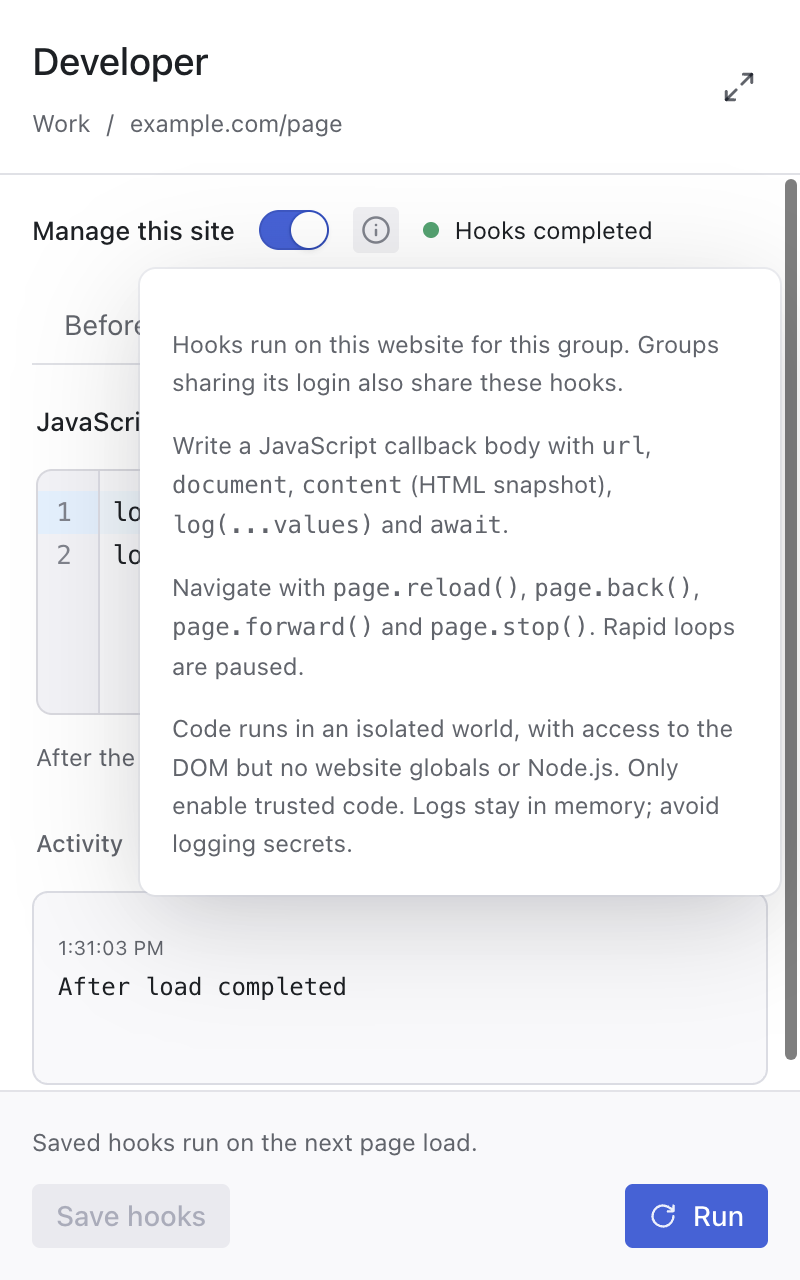 Developer
Work / example.com/page
Manage this site
Hooks completed
Before
Hooks run on this website for this group. Groups
sharing its login also share these hooks.
Write a JavaScript callback body with url,
document, content (HTML snapshot),
log(...values) and await.
Navigate with page.reload(), page.back(),
page.forward() and page.stop(). Rapid loops
are paused.
Code runs in an isolated world, with access to the
DOM but no website globals or Node.js. Only
enable trusted code. Logs stay in memory; avoid
logging secrets.
JavaScri
1 lo
2 lo
After the
Activity
1:31:03 PM
After load completed
Saved hooks run on the next page load.
Save hooks
Run